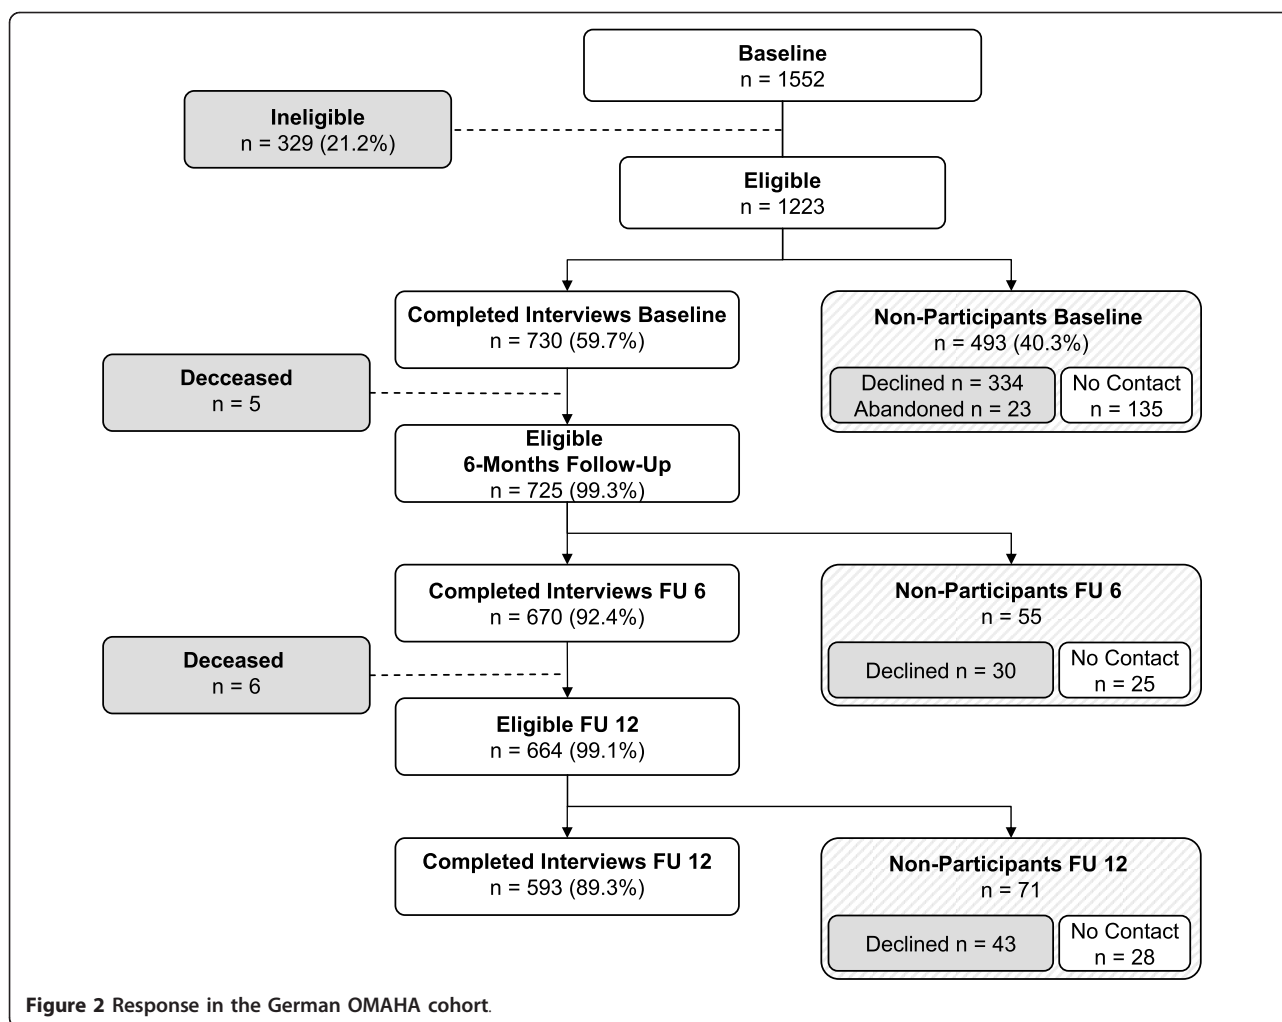 Baseline
n = 1552
Ineligible
n = 329 (21.2%)
Eligible
n = 1223
Completed Interviews Baseline
n = 730 (59.7%)
Non-Participants Baseline
n = 493 (40.3%)
Declined n = 334
Abandoned n = 23
No Contact
n = 135
Decceased
n = 5
Eligible
6-Months Follow-Up
n = 725 (99.3%)
Completed Interviews FU 6
n = 670 (92.4%)
Non-Participants FU 6
n = 55
Declined n = 30
No Contact
n = 25
Deceased
n = 6
Eligible FU 12
n = 664 (99.1%)
Completed Interviews FU 12
n = 593 (89.3%)
Non-Participants FU 12
n = 71
Declined n = 43
No Contact
n = 28
Figure 2 Response in the German OMAHA cohort.